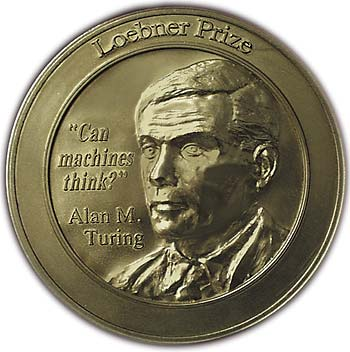 Loebner Prize
"Can
machines
think?"
Alan M.
Turing